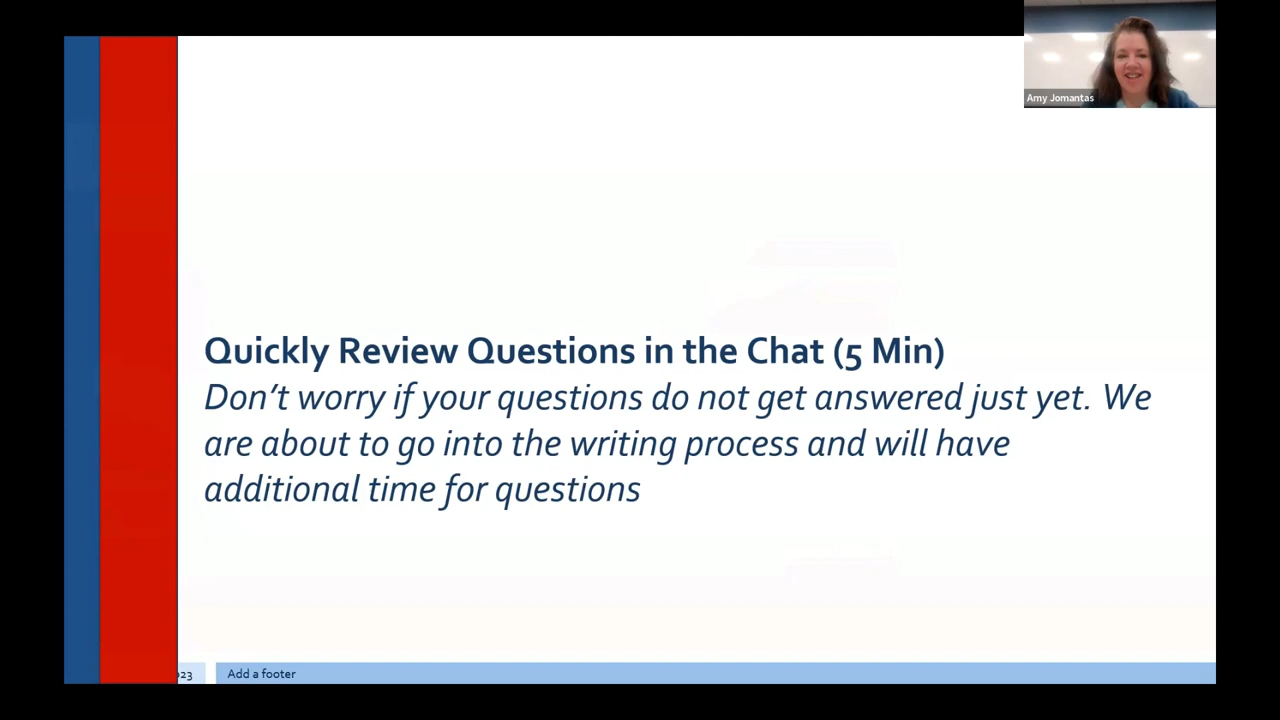 Amy Jomantas
Quickly Review Questions in the Chat (5 Min)
Don’t worry if your questions do not get answered just yet. We
are about to go into the writing process and will have
additional time for questions
Add a footer